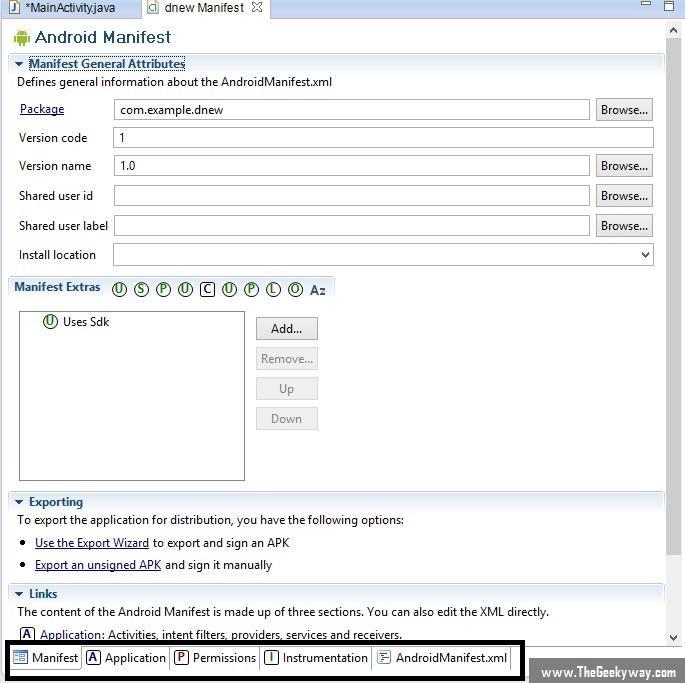 *MainActivity.java
dnew Manifest
Android Manifest
Manifest General Attributes
Defines general information about the AndroidManifest.xml
Package com.example.dnew Browse...
Version code 1
Version name 1.0 Browse...
Shared user id Browse...
Shared user label Browse...
Install location
Manifest Extras U S P U C U P L O Az
U Uses Sdk
Add...
Remove...
Up
Down
Exporting
To export the application for distribution, you have the following options:
Use the Export Wizard to export and sign an APK
Export an unsigned APK and sign it manually
Links
The content of the Android Manifest is made up of three sections. You can also edit the XML directly.
A Application: Activities, intent filters, providers, services and receivers.
Manifest A Application P Permissions I Instrumentation AndroidManifest.xml
www.TheGeekyway.com